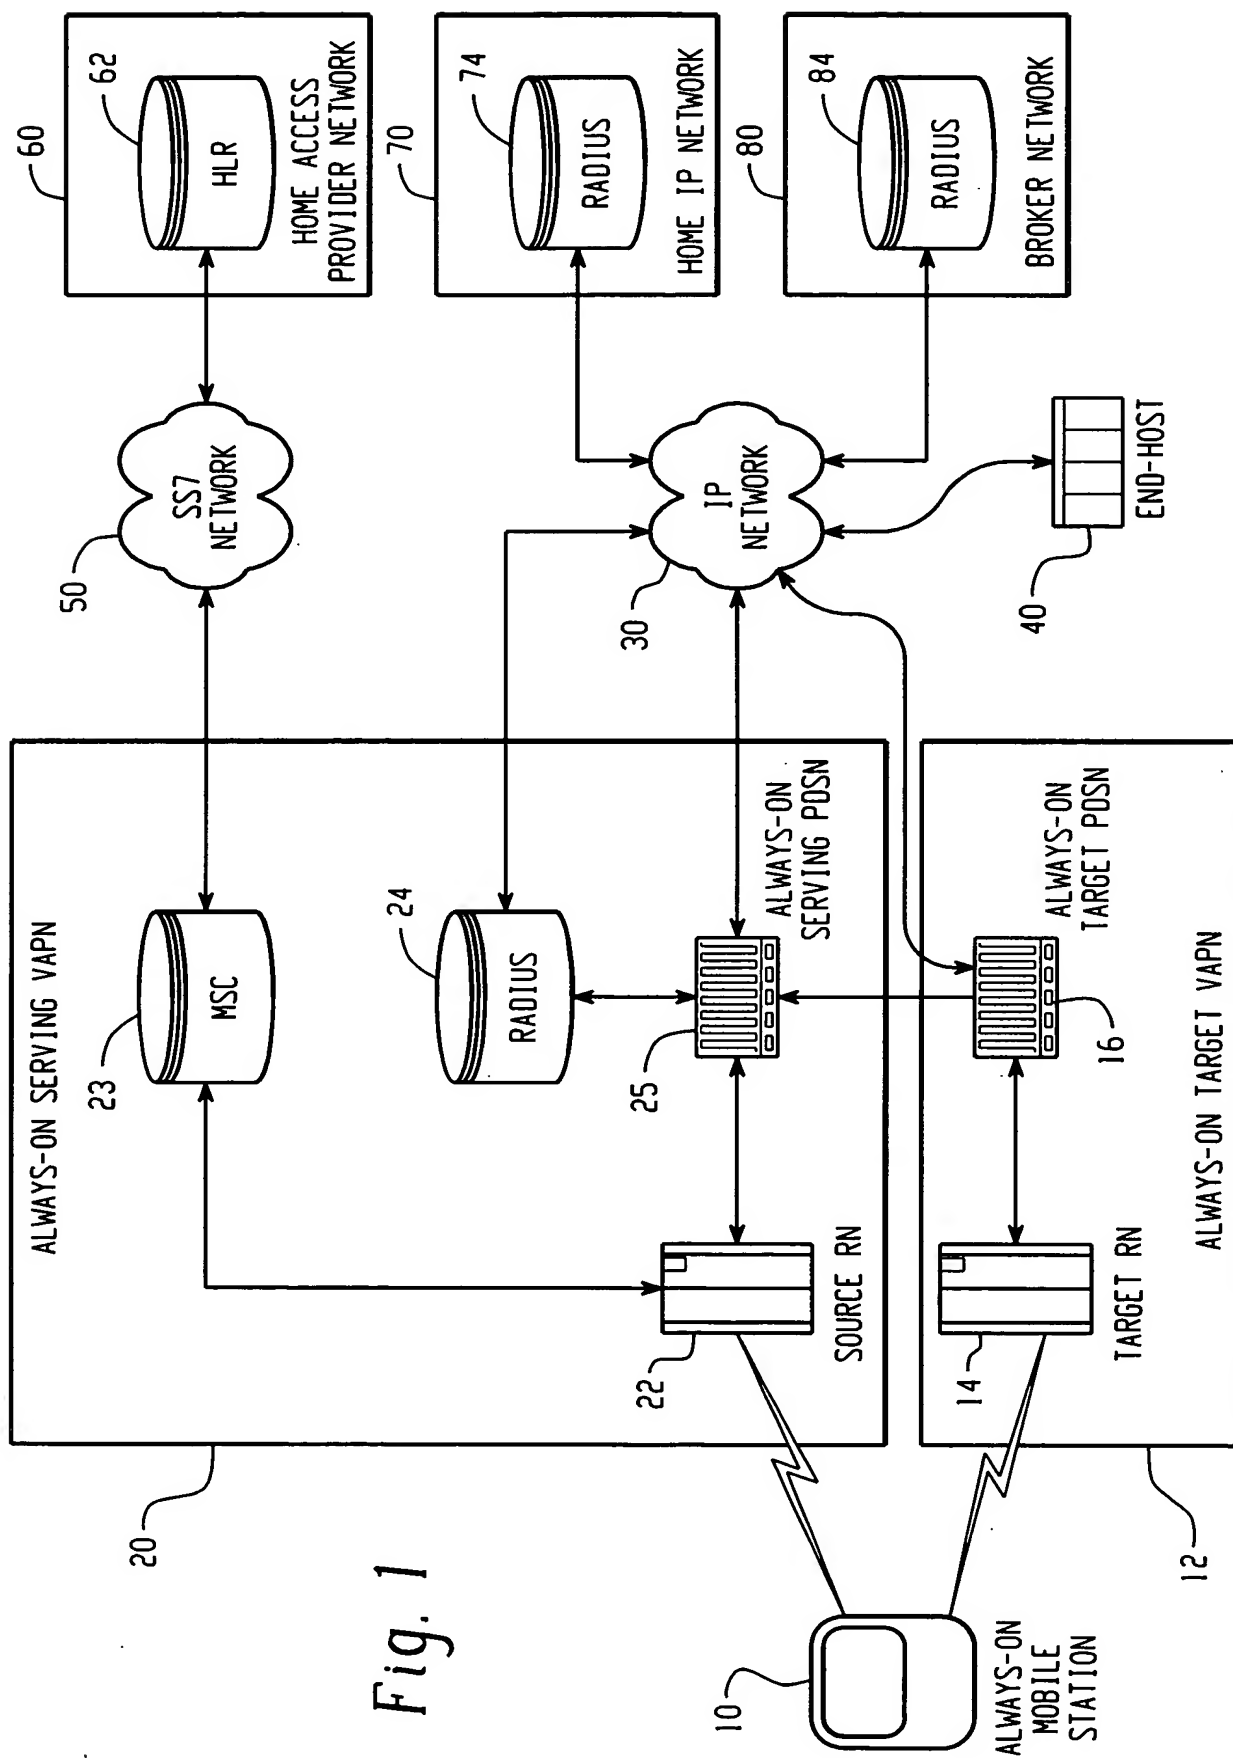 60
62
HLR
HOME ACCESS
PROVIDER NETWORK
70
74
RADIUS
HOME IP NETWORK
80
84
RADIUS
BROKER NETWORK
50
SS7
NETWORK
30
IP
NETWORK
40
END-HOST
ALWAYS-ON SERVING VAPN
23
MSC
24
RADIUS
25
ALWAYS-ON
SERVING PDSN
22
SOURCE RN
20
ALWAYS-ON
TARGET PDSN
16
14
TARGET RN
ALWAYS-ON TARGET VAPN
12
10
ALWAYS-ON
MOBILE
STATION
Fig. 1